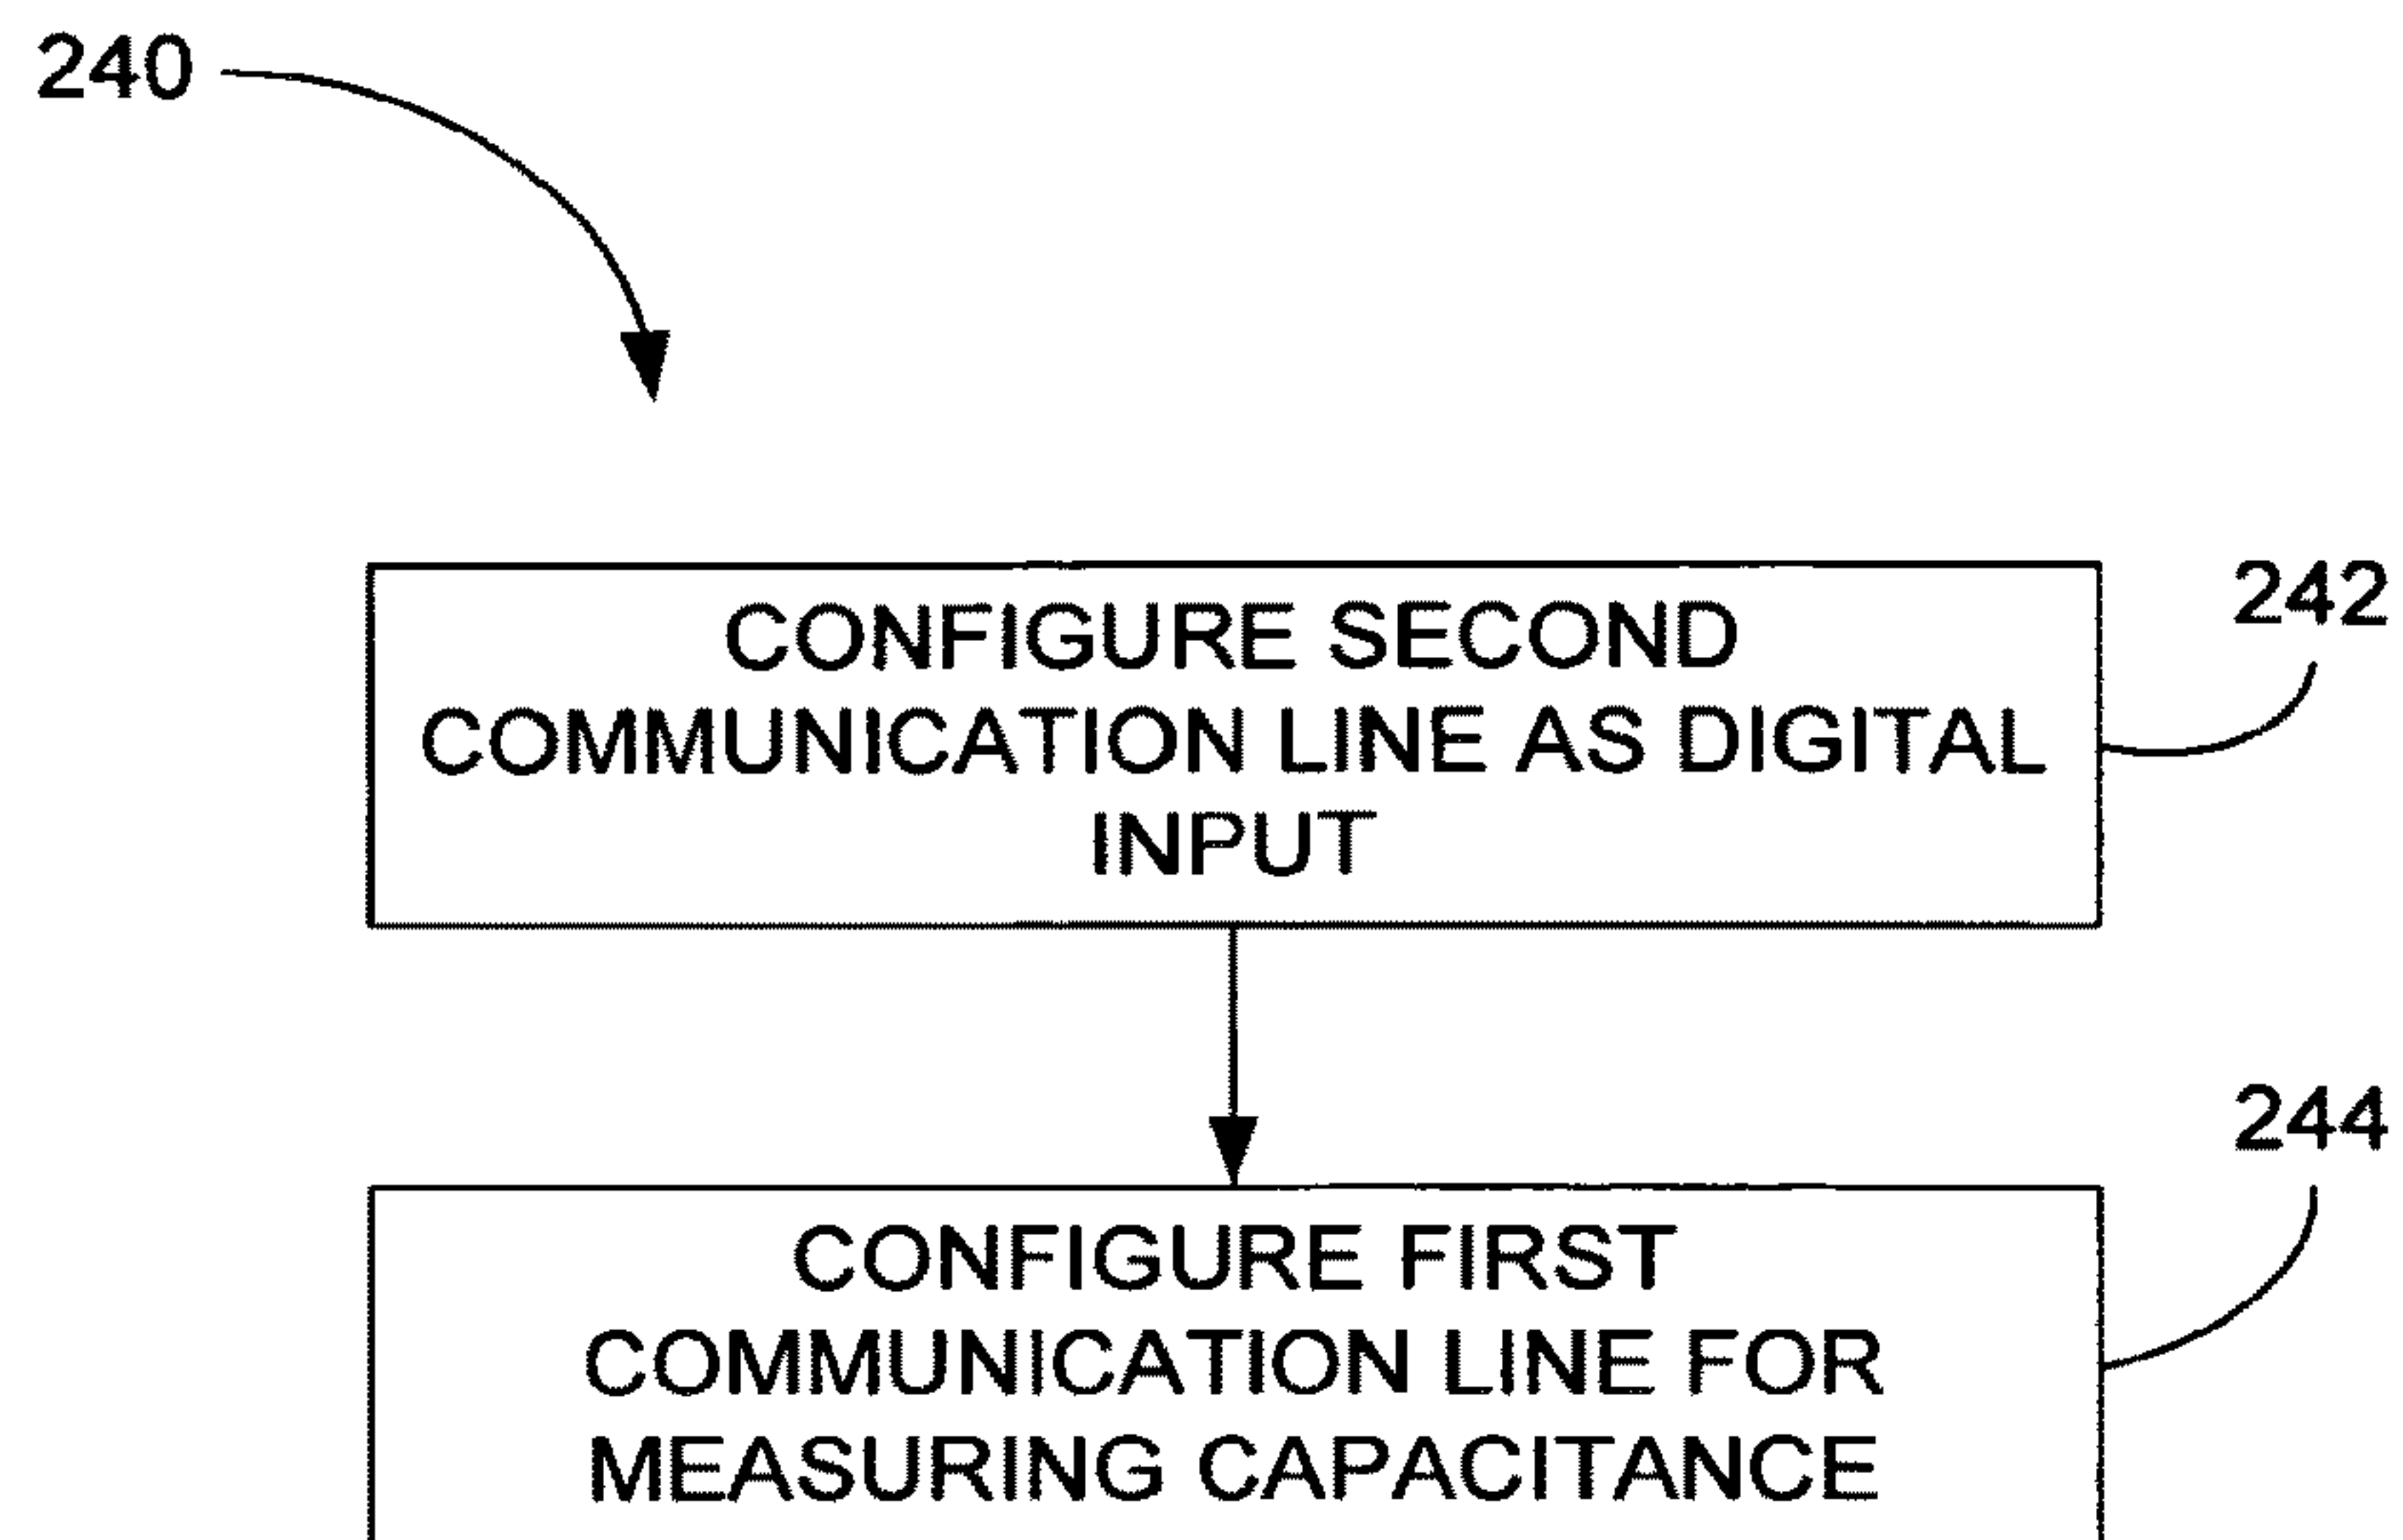 240
242
CONFIGURE SECOND
COMMUNICATION LINE AS DIGITAL
INPUT
244
CONFIGURE FIRST
COMMUNICATION LINE FOR
MEASURING CAPACITANCE